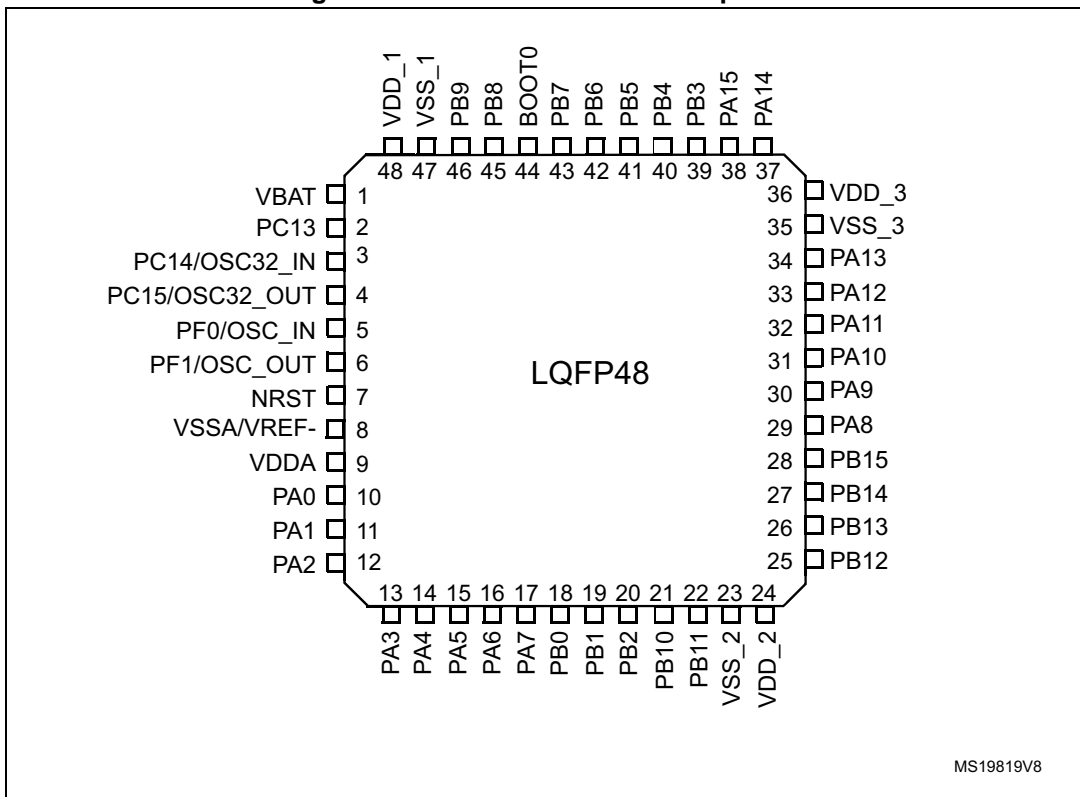 VDD_1
VSS_1
PB9
PB8
BOOT0
PB7
PB6
PB5
PB4
PB3
PA15
PA14
48 47 46 45 44 43 42 41 40 39 38 37
VBAT 1
PC13 2
PC14/OSC32_IN 3
PC15/OSC32_OUT 4
PF0/OSC_IN 5
PF1/OSC_OUT 6
NRST 7
VSSA/VREF- 8
VDDA 9
PA0 10
PA1 11
PA2 12
LQFP48
36 VDD_3
35 VSS_3
34 PA13
33 PA12
32 PA11
31 PA10
30 PA9
29 PA8
28 PB15
27 PB14
26 PB13
25 PB12
13 14 15 16 17 18 19 20 21 22 23 24
PA3
PA4
PA5
PA6
PA7
PB0
PB1
PB2
PB10
PB11
VSS_2
VDD_2
MS19819V8